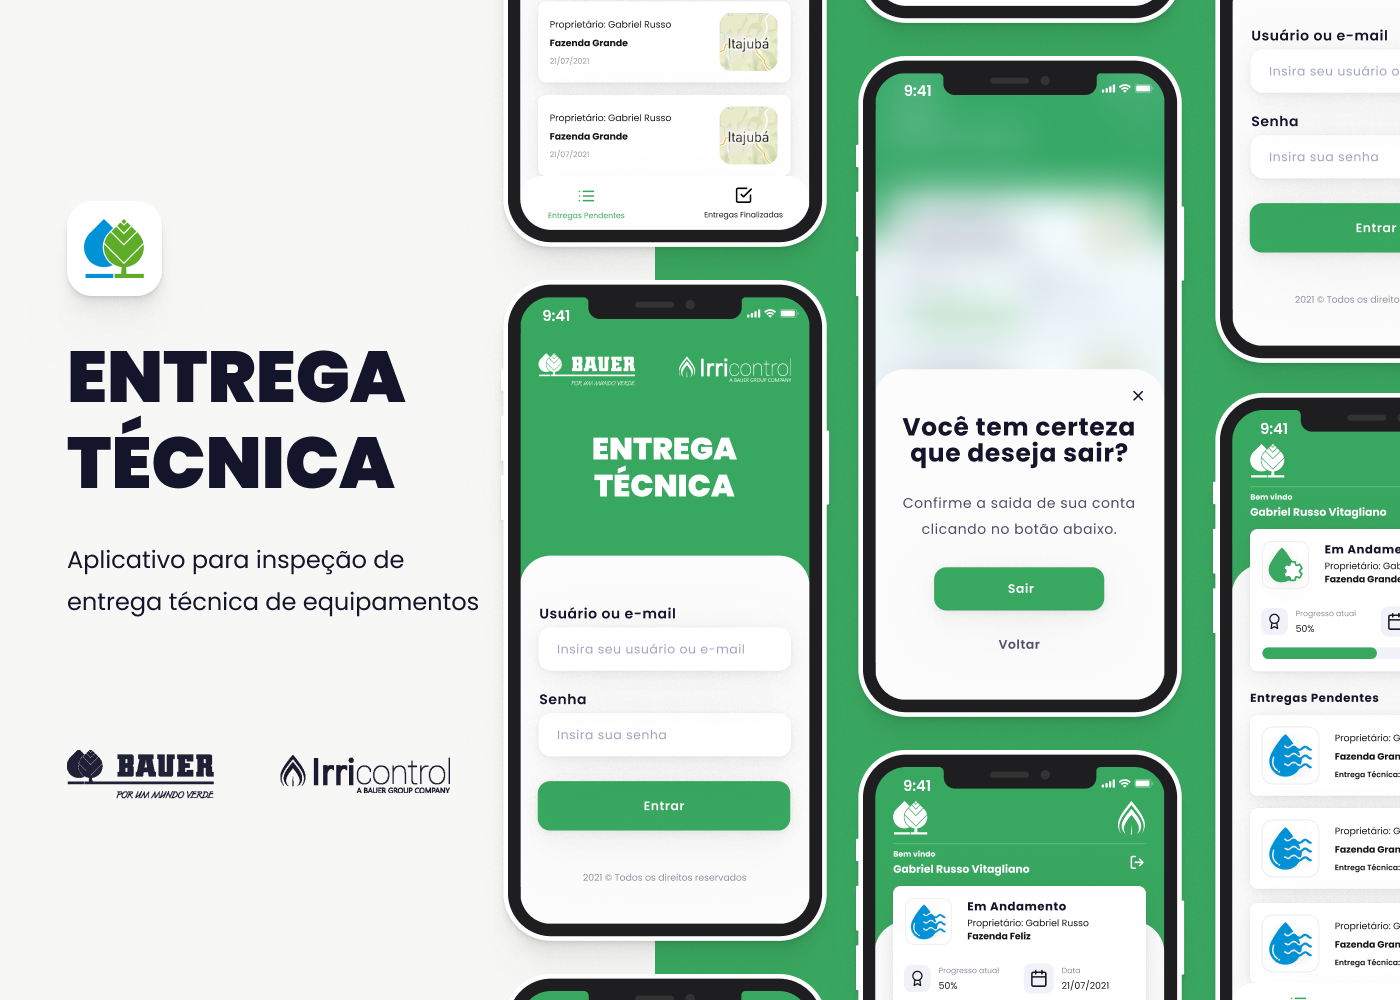 ENTREGA
TÉCNICA
Aplicativo para inspeção de
entrega técnica de equipamentos
BAUER
POR UM MUNDO VERDE
Irricontrol
A BAUER GROUP COMPANY
Proprietário: Gabriel Russo
Fazenda Grande
21/07/2021
Itajubá
Proprietário: Gabriel Russo
Fazenda Grande
21/07/2021
Itajubá
Entregas Pendentes
Entregas Finalizadas
9:41
BAUER
POR UM MUNDO VERDE
Irricontrol
A BAUER GROUP COMPANY
ENTREGA
TÉCNICA
Usuário ou e-mail
Insira seu usuário ou e-mail
Senha
Insira sua senha
Entrar
2021 © Todos os direitos reservados
9:41
Você tem certeza
que deseja sair?
Confirme a saida de sua conta
clicando no botão abaixo.
Sair
Voltar
9:41
Bem vindo
Gabriel Russo Vitagliano
Em Andamento
Proprietário: Gabriel Russo
Fazenda Feliz
Progresso atual
50%
Data
21/07/2021
Usuário ou e-mail
Insira seu usuário o
Senha
Insira sua senha
Entrar
2021 © Todos os direito
9:41
Bem vindo
Gabriel Russo Vitagliano
Em Andame
Proprietário: Gab
Fazenda Grande
Progresso atual
50%
Entregas Pendentes
Proprietário: G
Fazenda Gran
Entrega Técnica:
Proprietário: G
Fazenda Gran
Entrega Técnica:
Proprietário: G
Fazenda Gran
Entrega Técnica: